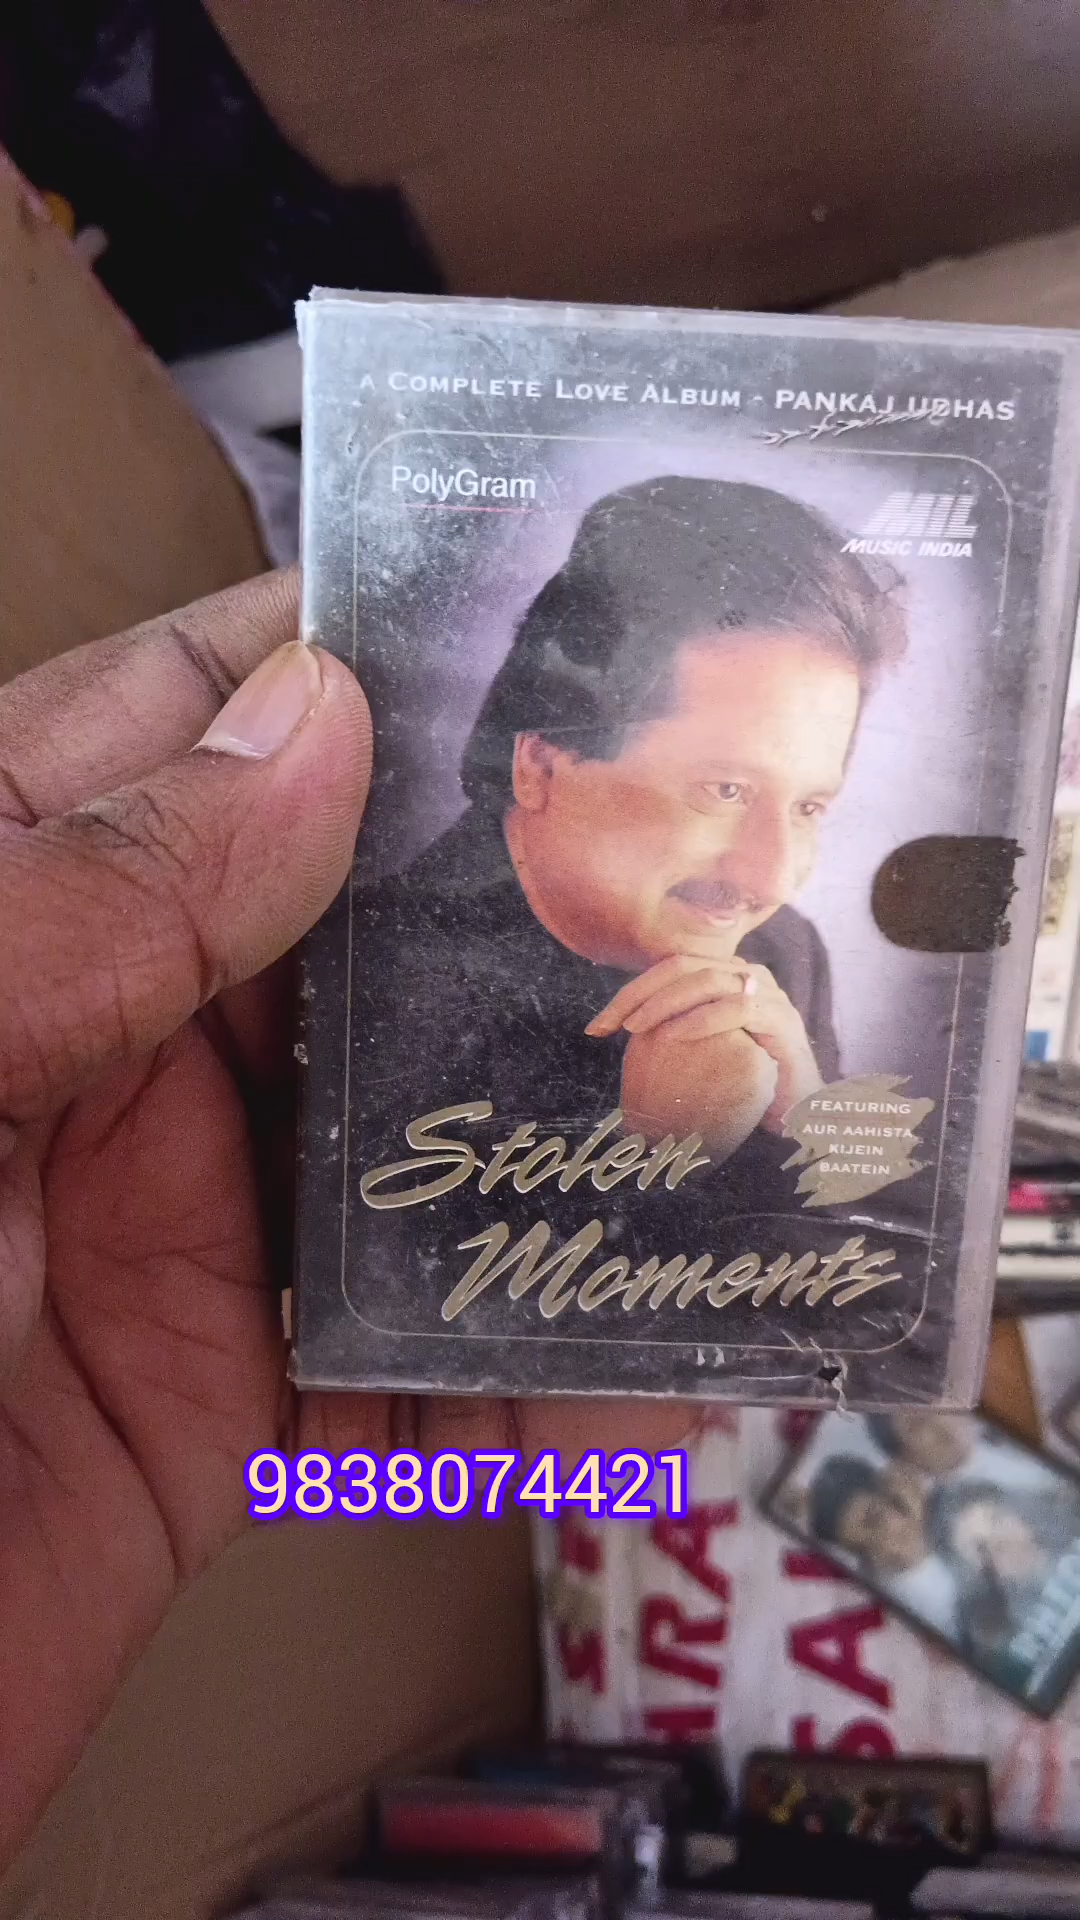 A COMPLETE LOVE ALBUM - PANKAJ UDHAS
PolyGram
MIL
MUSIC INDIA
FEATURING
AUR AAHISTA
KIJEIN
BAATEIN
Stolen
Moments
9838074421